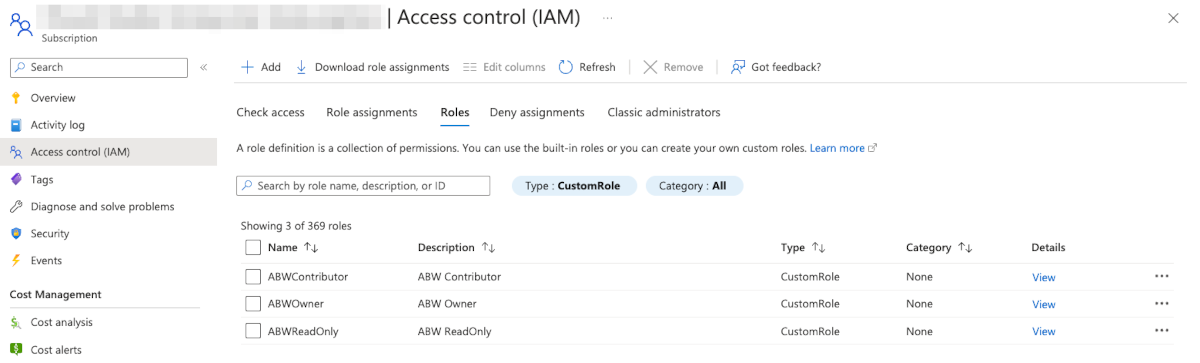 | Access control (IAM) ...
Subscription
Search «
Overview
Activity log
Access control (IAM)
Tags
Diagnose and solve problems
Security
Events
Cost Management
Cost analysis
Cost alerts
Add Download role assignments Edit columns Refresh Remove Got feedback?
Check access Role assignments Roles Deny assignments Classic administrators
A role definition is a collection of permissions. You can use the built-in roles or you can create your own custom roles. Learn more
Search by role name, description, or ID Type : CustomRole Category : All
Showing 3 of 369 roles
Name ↑↓ Description ↑↓ Type ↑↓ Category ↑↓ Details
ABWContributor ABW Contributor CustomRole None View ...
ABWOwner ABW Owner CustomRole None View ...
ABWReadOnly ABW ReadOnly CustomRole None View ...